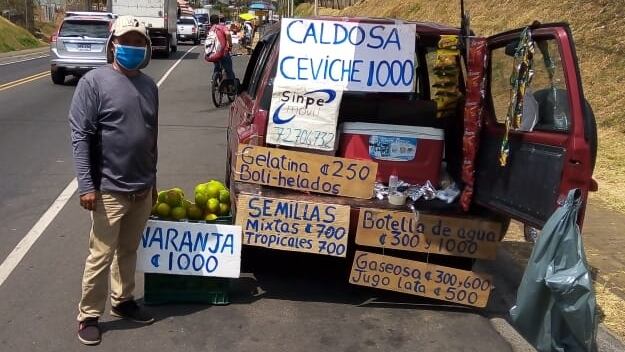 CALDOSA
CEVICHE 1000
Sinpe
móvil
72706732
Gelatina ₡250
Boli-helados
SEMILLAS
Mixtas ₡700
Tropicales 700
Botella de agua
₡300 y 1000
Gaseosa ₡300,600
Jugo lata ₡500
NARANJA
₡1000